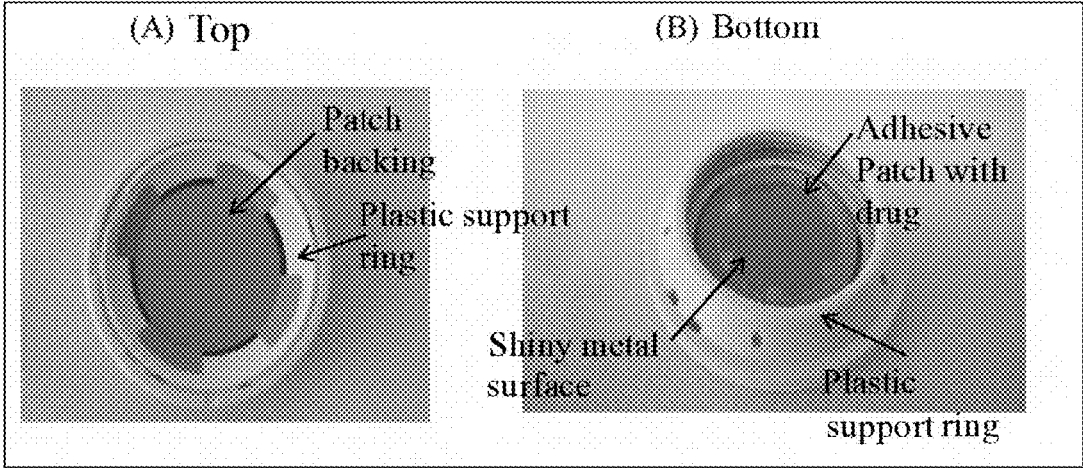 (A) Top
(B) Bottom
Patch
backing
Plastic support
ring
Adhesive
Patch with
drug
Shiny metal
surface
Plastic
support ring